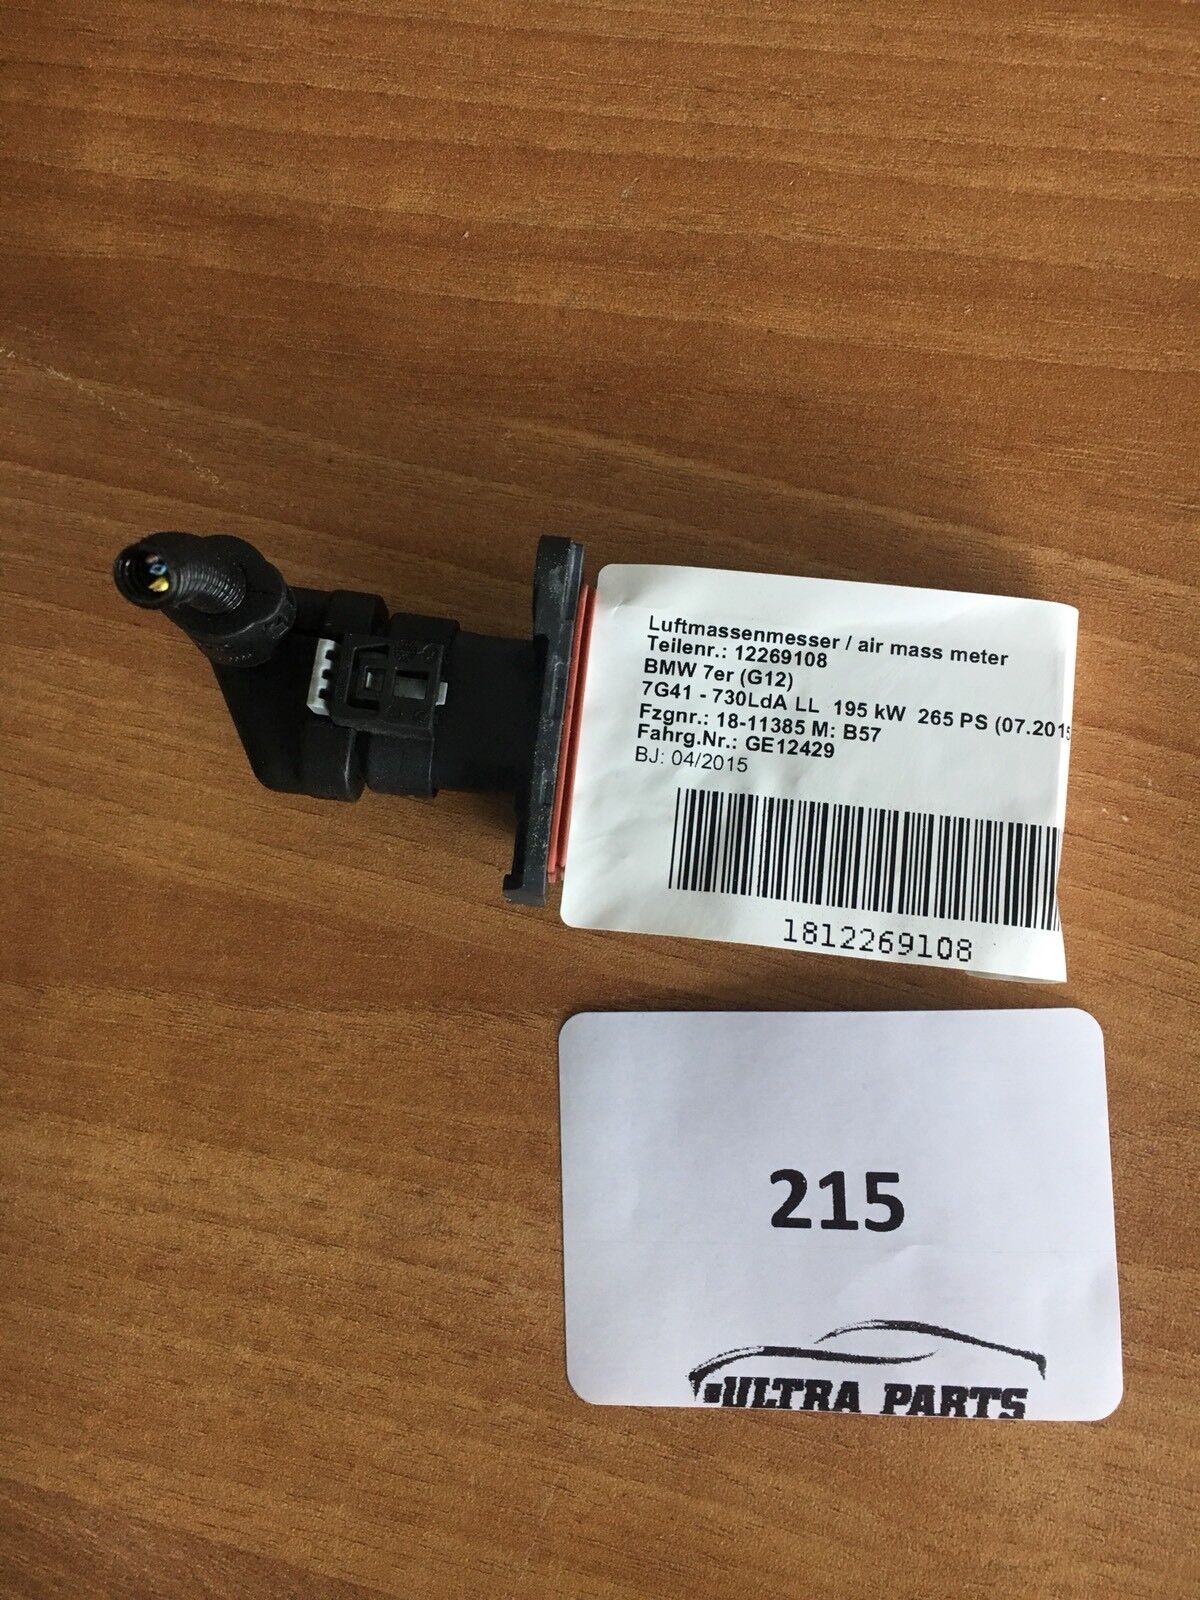 Luftmassenmesser / air mass meter
Teilenr.: 12269108
BMW 7er (G12)
7G41 - 730LdA LL 195 kW 265 PS (07.2015
Fzgnr.: 18-11385 M: B57
Fahrg.Nr.: GE12429
BJ: 04/2015
1812269108
215
ULTRA PARTS